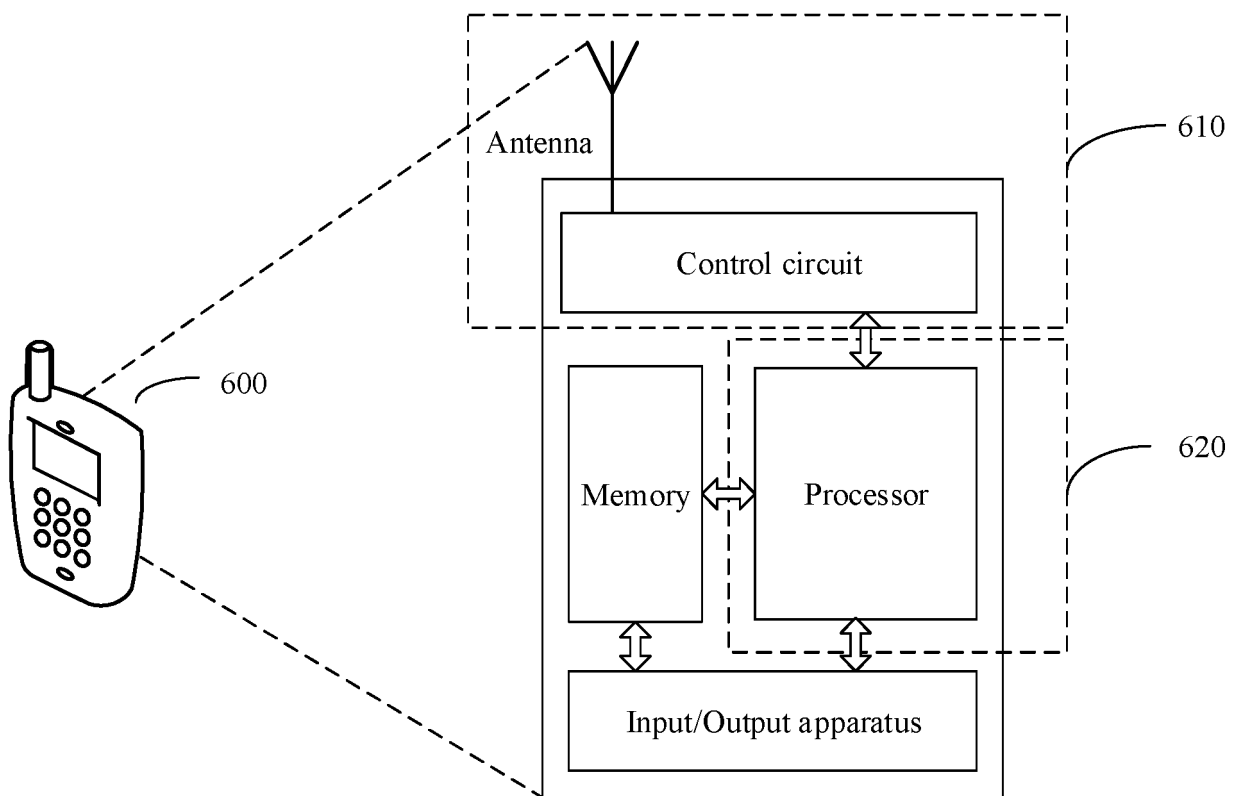 610
Antenna
Control circuit
600
620
Memory
Processor
Input/Output apparatus